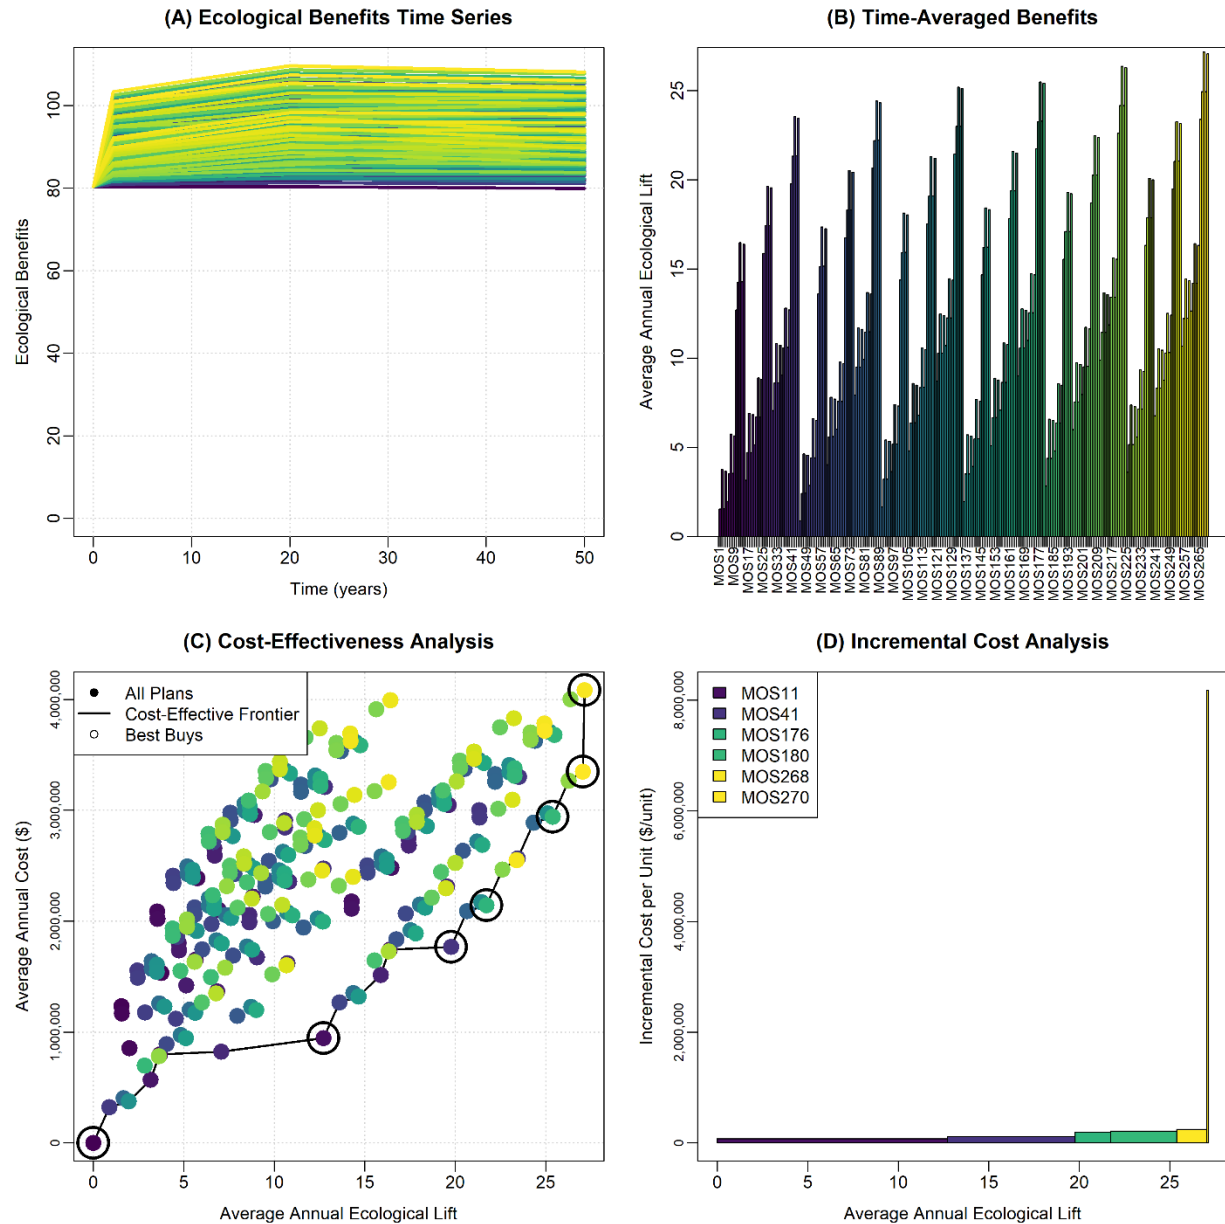 (A) Ecological Benefits Time Series
Ecological Benefits
0
20
40
60
80
100
0
10
20
30
40
50
Time (years)
(B) Time-Averaged Benefits
Average Annual Ecological Lift
0
5
10
15
20
25
MOS1
MOS9
MOS17
MOS25
MOS33
MOS41
MOS49
MOS57
MOS65
MOS73
MOS81
MOS89
MOS97
MOS105
MOS113
MOS121
MOS129
MOS137
MOS145
MOS153
MOS161
MOS169
MOS177
MOS185
MOS193
MOS201
MOS209
MOS217
MOS225
MOS233
MOS241
MOS249
MOS257
MOS265
(C) Cost-Effectiveness Analysis
All Plans
Cost-Effective Frontier
Best Buys
Average Annual Cost ($)
0
1,000,000
2,000,000
3,000,000
4,000,000
0
5
10
15
20
25
Average Annual Ecological Lift
(D) Incremental Cost Analysis
MOS11
MOS41
MOS176
MOS180
MOS268
MOS270
Incremental Cost per Unit ($/unit)
0
2,000,000
4,000,000
6,000,000
8,000,000
0
5
10
15
20
25
Average Annual Ecological Lift